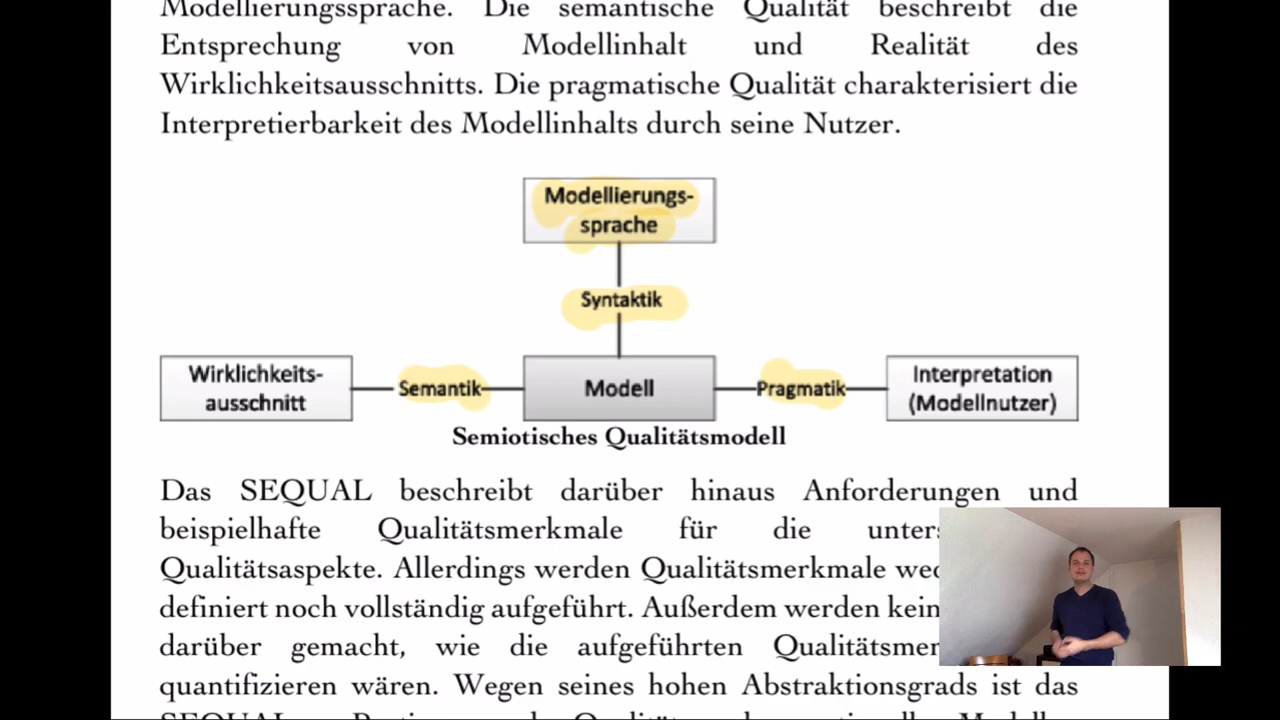 Modellierungssprache. Die semantische Qualität beschreibt die
Entsprechung von Modellinhalt und Realität des
Wirklichkeitsausschnitts. Die pragmatische Qualität charakterisiert die
Interpretierbarkeit des Modellinhalts durch seine Nutzer.
Modellierungs-
sprache
Syntaktik
Wirklichkeits-
ausschnitt
Semantik
Modell
Pragmatik
Interpretation
(Modellnutzer)
Semiotisches Qualitätsmodell
Das SEQUAL beschreibt darüber hinaus Anforderungen und
beispielhafte Qualitätsmerkmale für die
Qualitätsaspekte. Allerdings werden Qualitätsmerkmale
definiert noch vollständig aufgeführt. Außerdem werden
darüber gemacht, wie die aufgeführten
quantifizieren wären. Wegen seines hohen Abstraktionsgrads ist das